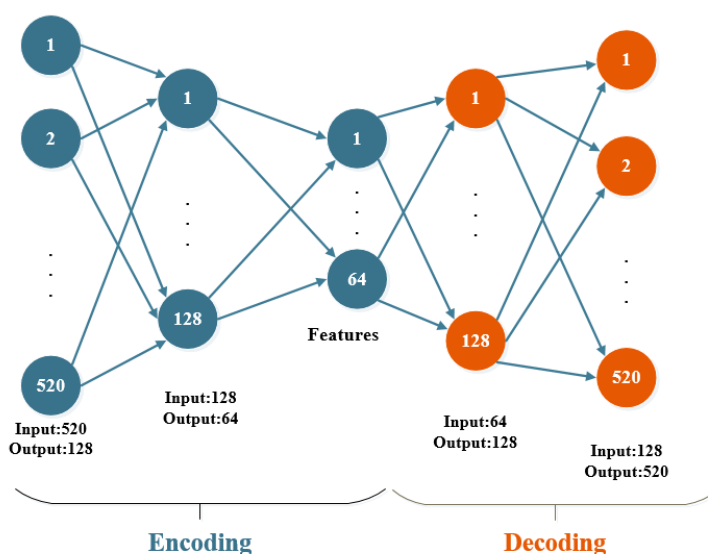 1
2
520
Input:520
Output:128
1
128
Input:128
Output:64
1
64
Features
1
128
Input:64
Output:128
1
2
520
Input:128
Output:520
Encoding
Decoding